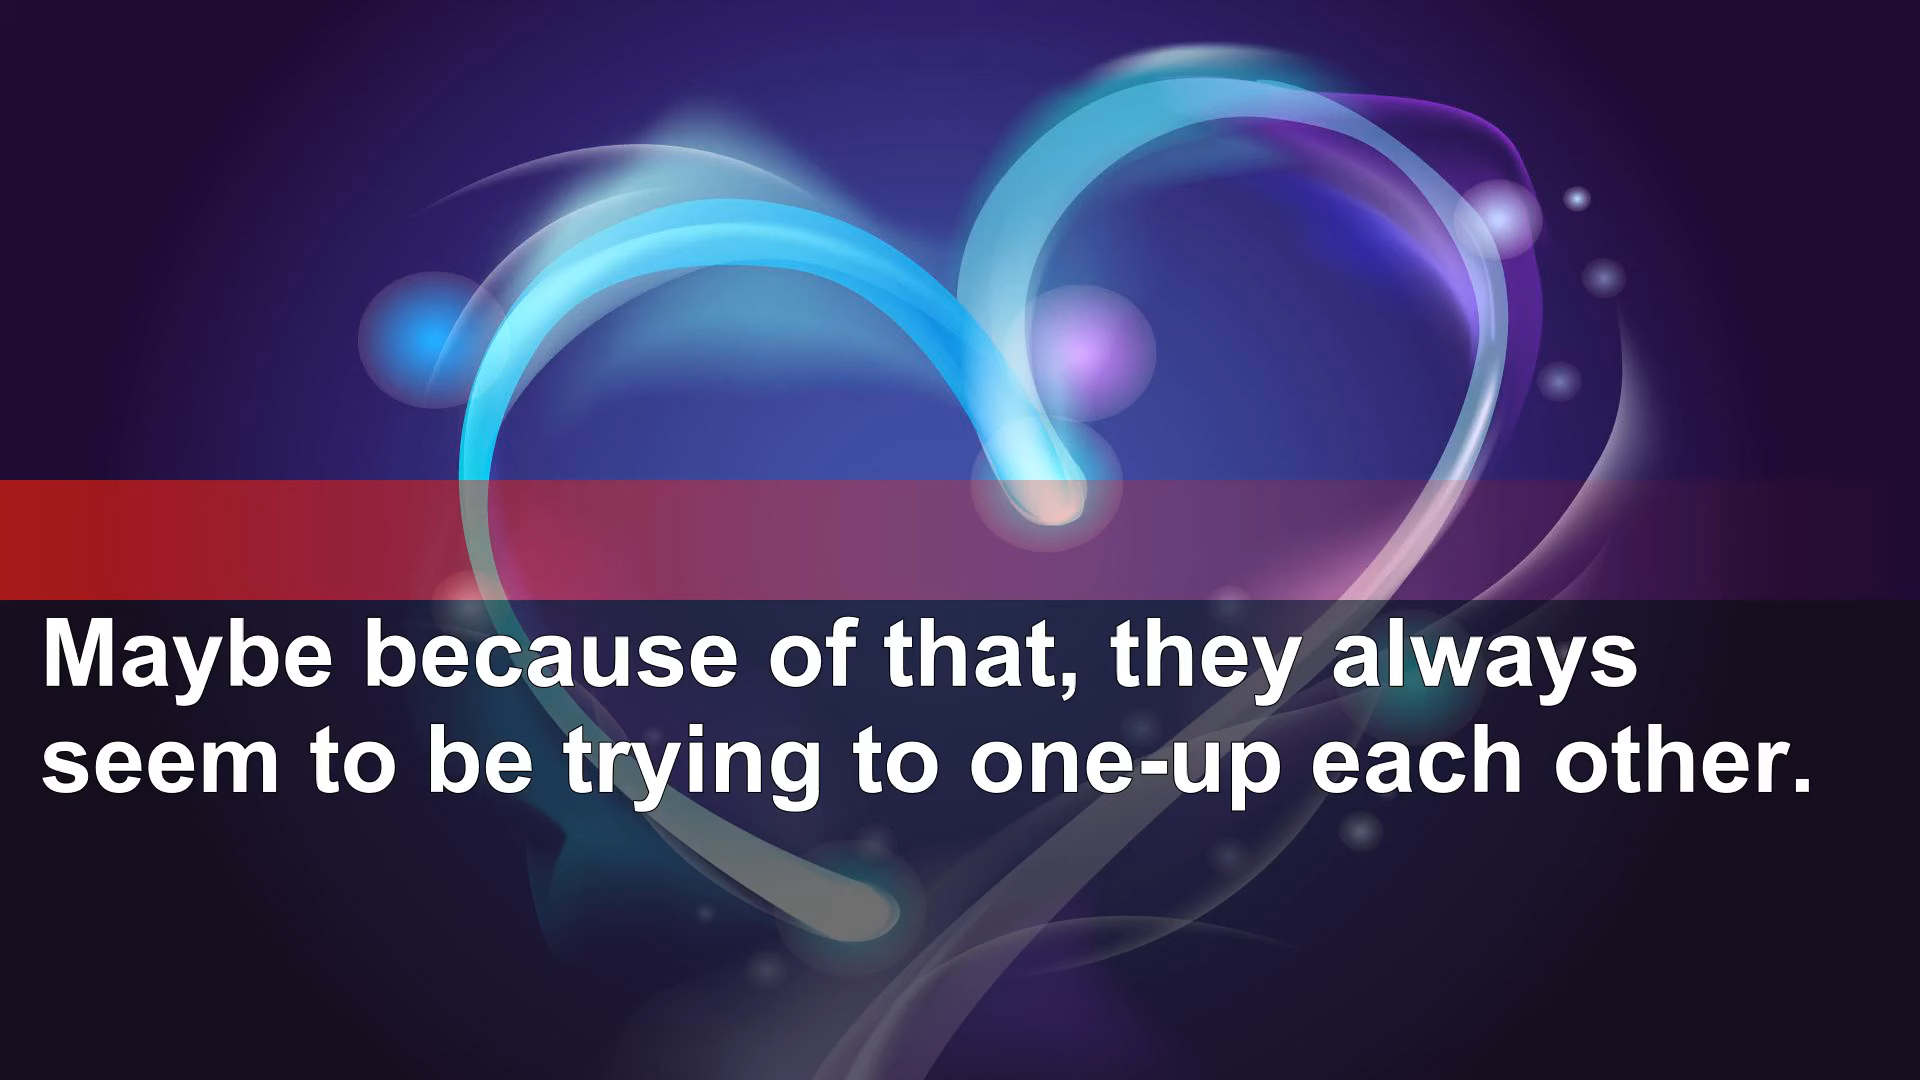 Maybe because of that, they always
seem to be trying to one-up each other.